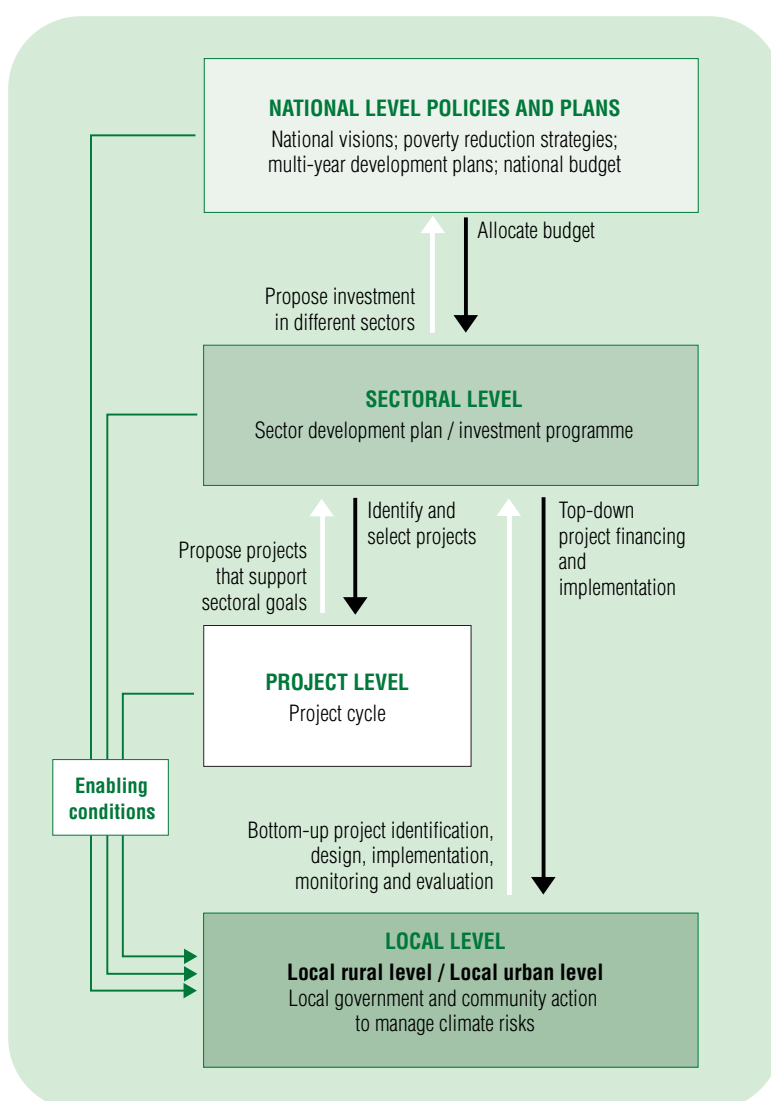 NATIONAL LEVEL POLICIES AND PLANS
National visions; poverty reduction strategies;
multi-year development plans; national budget
Allocate budget
Propose investment
in different sectors
SECTORAL LEVEL
Sector development plan / investment programme
Identify and
select projects
Top-down
project financing
and
implementation
Propose projects
that support
sectoral goals
PROJECT LEVEL
Project cycle
Enabling
conditions
Bottom-up project identification,
design, implementation,
monitoring and evaluation
LOCAL LEVEL
Local rural level / Local urban level
Local government and community action
to manage climate risks